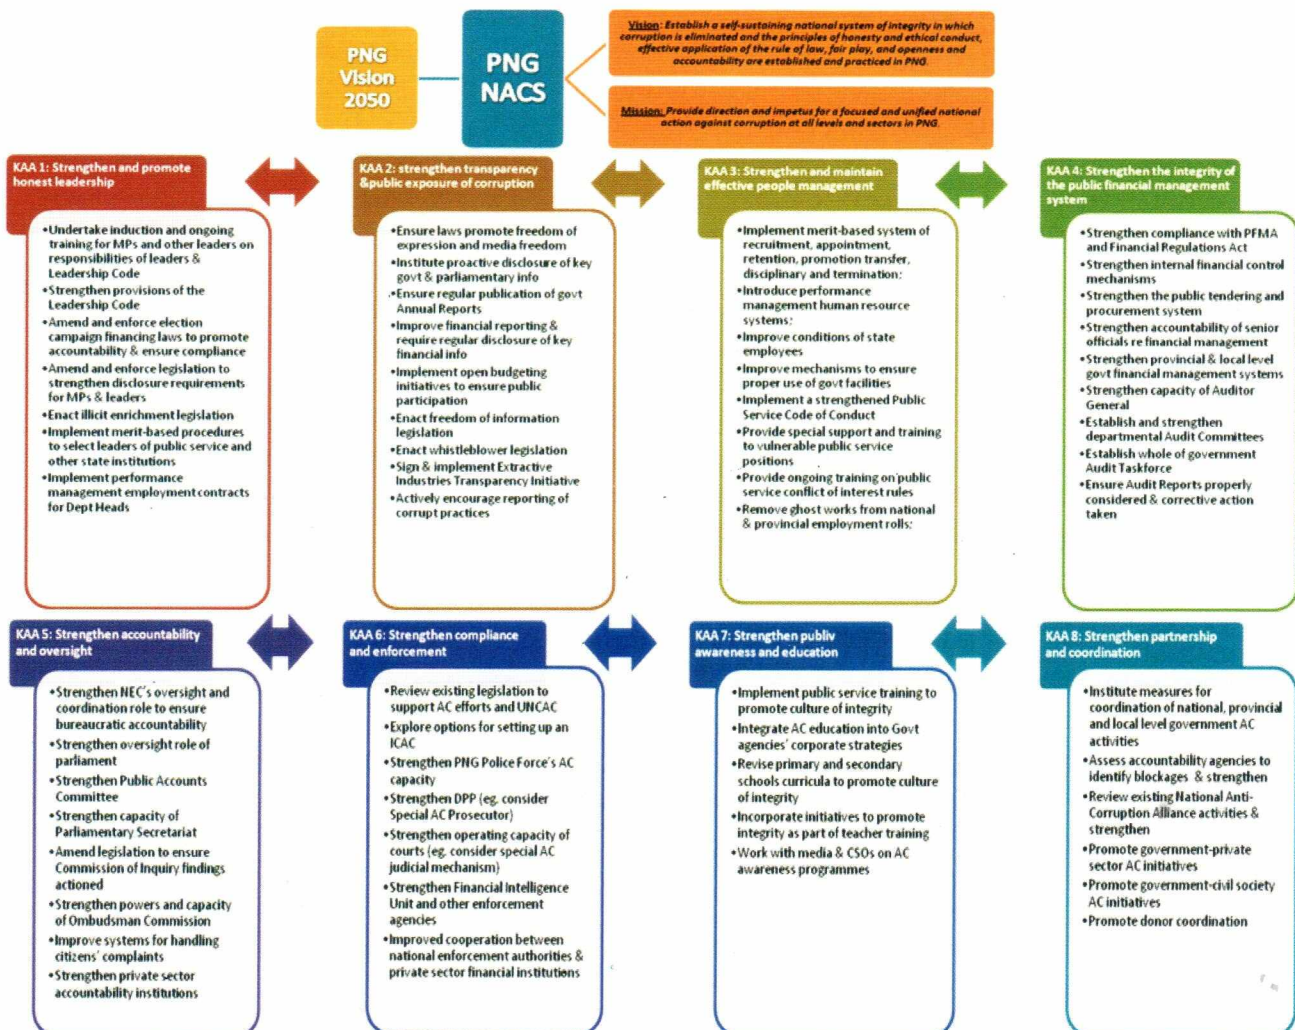 PNG
Vision
2050
PNG
NACS
Vision: Establish a self-sustaining national system of integrity in which
corruption is eliminated and the principles of honesty and ethical conduct,
effective application of the rule of law, fair play, and openness and
accountability are established and practiced in PNG.
Mission: Provide direction and impetus for a focused and unified national
action against corruption at all levels and sectors in PNG.
KAA 1: Strengthen and promote
honest leadership
•Undertake induction and ongoing
training for MPs and other leaders on
responsibilities of leaders &
Leadership Code
•Strengthen provisions of the
Leadership Code
•Amend and enforce election
campaign financing laws to promote
accountability & ensure compliance
•Amend and enforce legislation to
strengthen disclosure requirements
for MPs & leaders
•Enact illicit enrichment legislation
•Implement merit-based procedures
to select leaders of public service and
other state institutions
•Implement performance
management employment contracts
for Dept Heads
KAA 2: strengthen transparency
&public exposure of corruption
•Ensure laws promote freedom of
expression and media freedom
•Institute proactive disclosure of key
govt & parliamentary info
•Ensure regular publication of govt
Annual Reports
•Improve financial reporting &
require regular disclosure of key
financial info
•Implement open budgeting
initiatives to ensure public
participation
•Enact freedom of information
legislation
•Enact whistleblower legislation
•Sign & implement Extractive
Industries Transparency Initiative
•Actively encourage reporting of
corrupt practices
KAA 3: Strengthen and maintain
effective people management
•Implement merit-based system of
recruitment, appointment,
retention, promotion transfer,
disciplinary and termination;
•Introduce performance
management human resource
systems;
•Improve conditions of state
employees
•Improve mechanisms to ensure
proper use of govt facilities
•Implement a strengthened Public
Service Code of Conduct
•Provide special support and training
to vulnerable public service
positions
•Provide ongoing training on public
service conflict of interest rules
•Remove ghost works from national
& provincial employment rolls;
KAA 4: Strengthen the integrity of
the public financial management
system
•Strengthen compliance with PFMA
and Financial Regulations Act
•Strengthen internal financial control
mechanisms
•Strengthen the public tendering and
procurement system
•Strengthen accountability of senior
officials re financial management
•Strengthen provincial & local level
govt financial management systems
•Strengthen capacity of Auditor
General
•Establish and strengthen
departmental Audit Committees
•Establish whole of government
Audit Taskforce
•Ensure Audit Reports properly
considered & corrective action
taken
KAA 5: Strengthen accountability
and oversight
•Strengthen NEC's oversight and
coordination role to ensure
bureaucratic accountability
•Strengthen oversight role of
parliament
•Strengthen Public Accounts
Committee
•Strengthen capacity of
Parliamentary Secretariat
•Amend legislation to ensure
Commission of Inquiry findings
actioned
•Strengthen powers and capacity
of Ombudsman Commission
•Improve systems for handling
citizens' complaints
•Strengthen private sector
accountability institutions
KAA 6: Strengthen compliance
and enforcement
•Review existing legislation to
support AC efforts and UNCAC
•Explore options for setting up an
ICAC
•Strengthen PNG Police Force's AC
capacity
•Strengthen DPP (eg. consider
Special AC Prosecutor)
•Strengthen operating capacity of
courts (eg. consider special AC
judicial mechanism)
•Strengthen Financial Intelligence
Unit and other enforcement
agencies
•Improved cooperation between
national enforcement authorities &
private sector financial institutions
KAA 7: Strengthen publiv
awareness and education
•Implement public service training to
promote culture of integrity
•Integrate AC education into Govt
agencies' corporate strategies
•Revise primary and secondary
schools curricula to promote culture
of integrity
•Incorporate initiatives to promote
integrity as part of teacher training
•Work with media & CSOs on AC
awareness programmes
KAA 8: Strengthen partnership
and coordination
•Institute measures for
coordination of national, provincial
and local level government AC
activities
•Assess accountability agencies to
identify blockages & strengthen
•Review existing National Anti-
Corruption Alliance activities &
strengthen
•Promote government-private
sector AC initiatives
•Promote government-civil society
AC initiatives
•Promote donor coordination